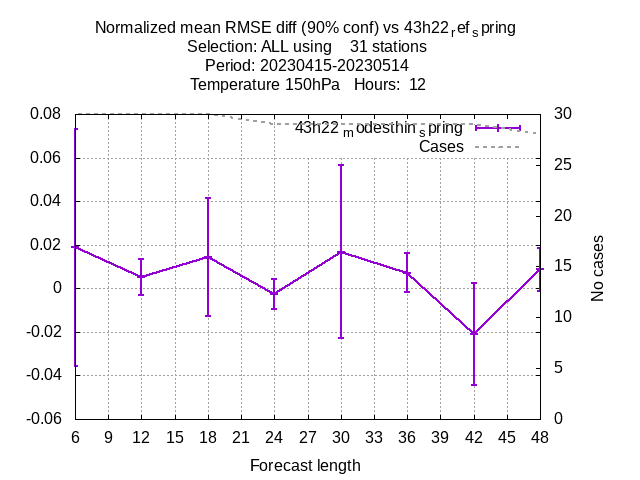 Normalized mean RMSE diff (90% conf) vs 43h22refspring
Selection: ALL using    31 stations
Period: 20230415-20230514
Temperature 150hPa   Hours:  12
0.08
0.06
0.04
0.02
0
-0.02
-0.04
-0.06
43h22modesthinspring
Cases
30
25
20
15
10
5
0
No cases
6 9 12 15 18 21 24 27 30 33 36 39 42 45 48
Forecast length